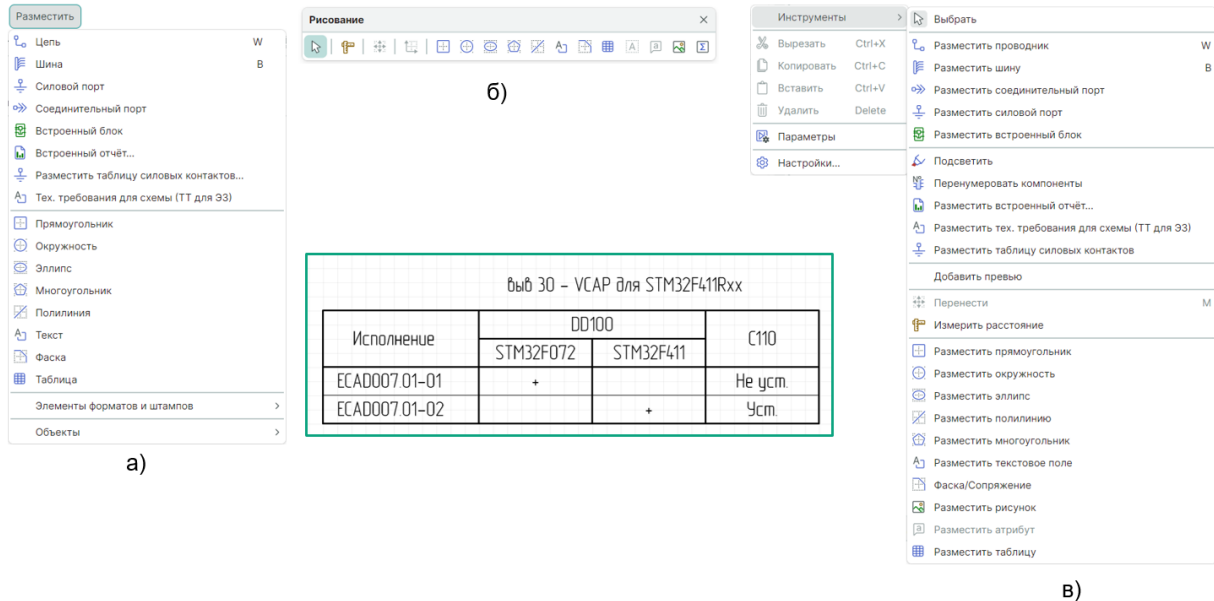 Разместить
Цепь W
Шина B
Силовой порт
Соединительный порт
Встроенный блок
Встроенный отчёт...
Разместить таблицу силовых контактов...
Тех. требования для схемы (ТТ для Э3)
Прямоугольник
Окружность
Эллипс
Многоугольник
Полилиния
Текст
Фаска
Таблица
Элементы форматов и штампов
Объекты
а)
Рисование
б)
выв 30 – VCAP для STM32F411Rxx
Исполнение DD100 C110
STM32F072 STM32F411
ECAD007.01-01 + Не уст.
ECAD007.01-02 + Уст.
Инструменты
Вырезать Ctrl+X
Копировать Ctrl+C
Вставить Ctrl+V
Удалить Delete
Параметры
Настройки...
Выбрать
Разместить проводник W
Разместить шину B
Разместить соединительный порт
Разместить силовой порт
Разместить встроенный блок
Подсветить
Перенумеровать компоненты
Разместить встроенный отчёт...
Разместить тех. требования для схемы (ТТ для Э3)
Разместить таблицу силовых контактов
Добавить превью
Перенести M
Измерить расстояние
Разместить прямоугольник
Разместить окружность
Разместить эллипс
Разместить полилинию
Разместить многоугольник
Разместить текстовое поле
Фаска/Сопряжение
Разместить рисунок
Разместить атрибут
Разместить таблицу
в)